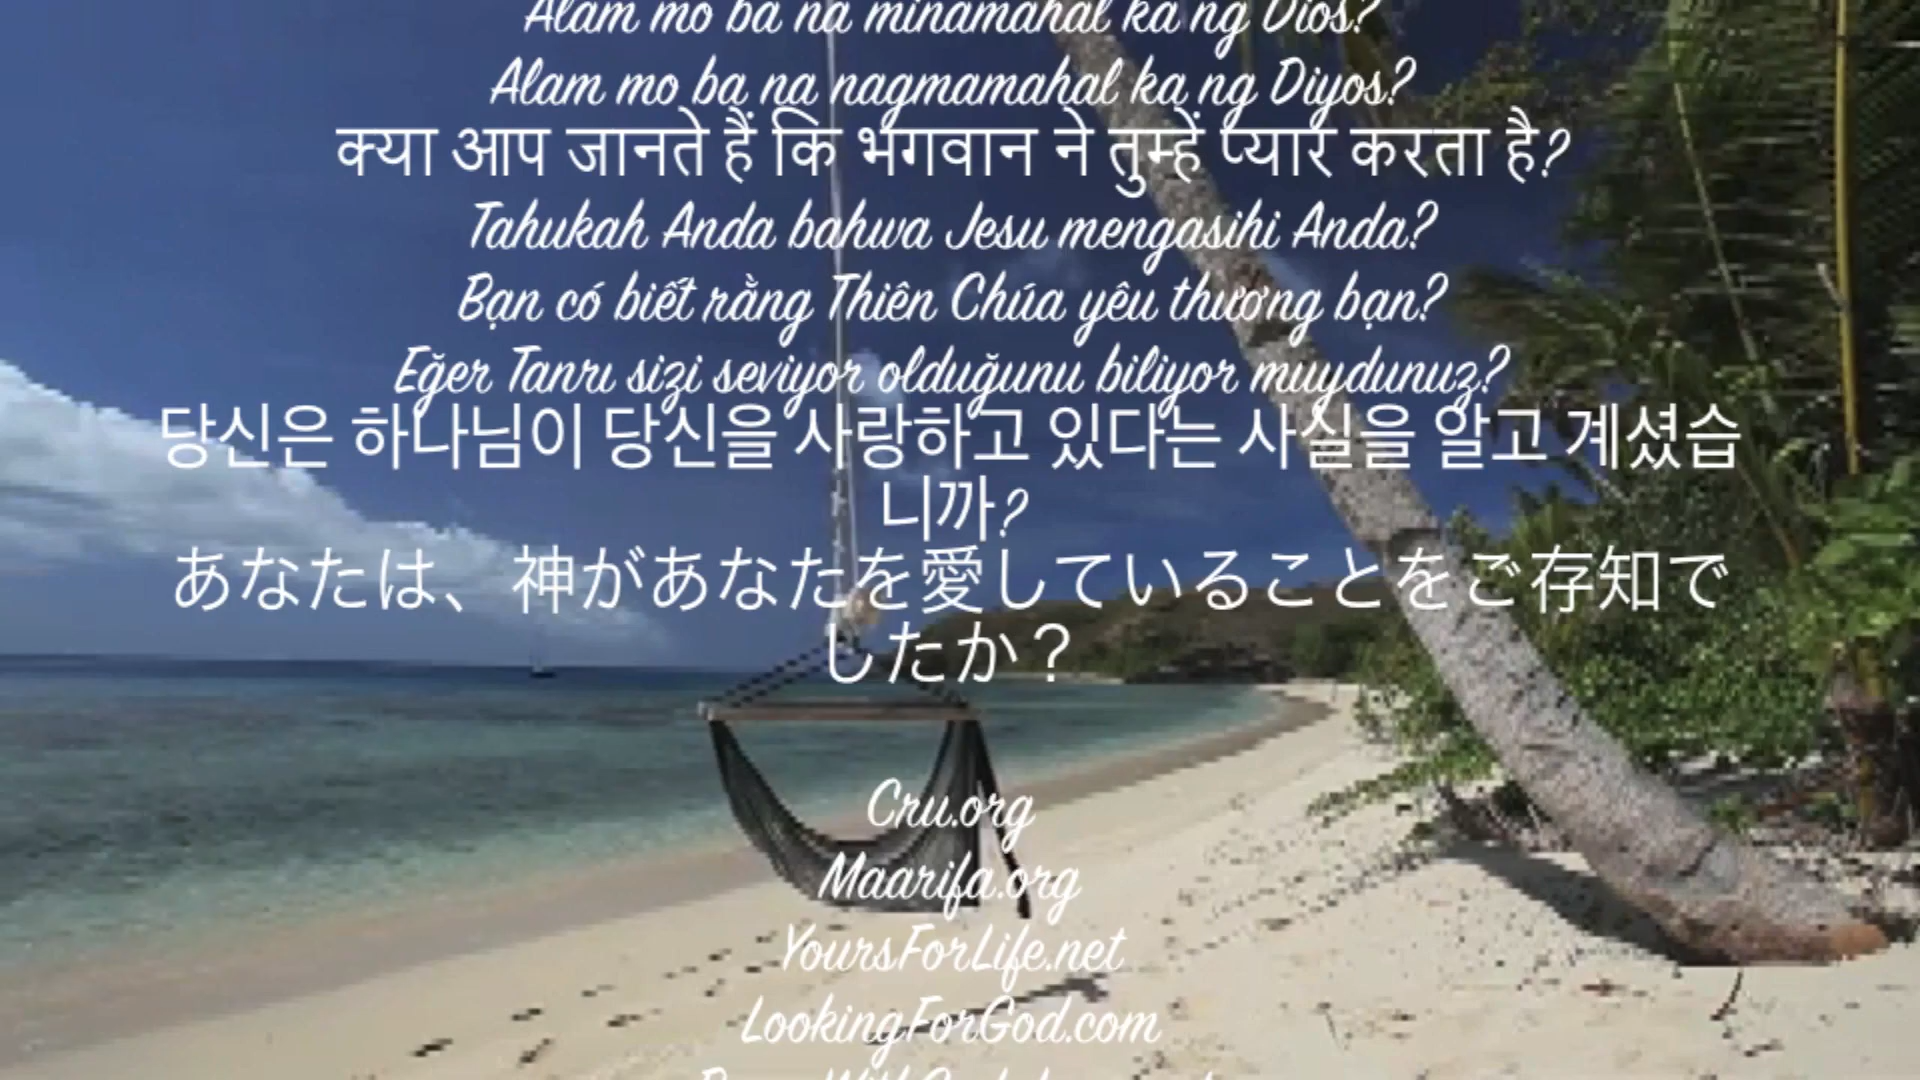 Alam mo ba na minamahal ka ng Dios?
Alam mo ba na nagmamahal ka ng Diyos?
क्या आप जानते हैं कि भगवान ने तुम्हें प्यार करता है?
Tahukah Anda bahwa Jesu mengasihi Anda?
Bạn có biết rằng Thiên Chúa yêu thương bạn?
Eğer Tanrı sizi seviyor olduğunu biliyor muydunuz?
당신은 하나님이 당신을 사랑하고 있다는 사실을 알고 계셨습
니까?
あなたは、神があなたを愛していることをご存知で
したか？
Cru.org
Maarifa.org
YoursForLife.net
LookingForGod.com